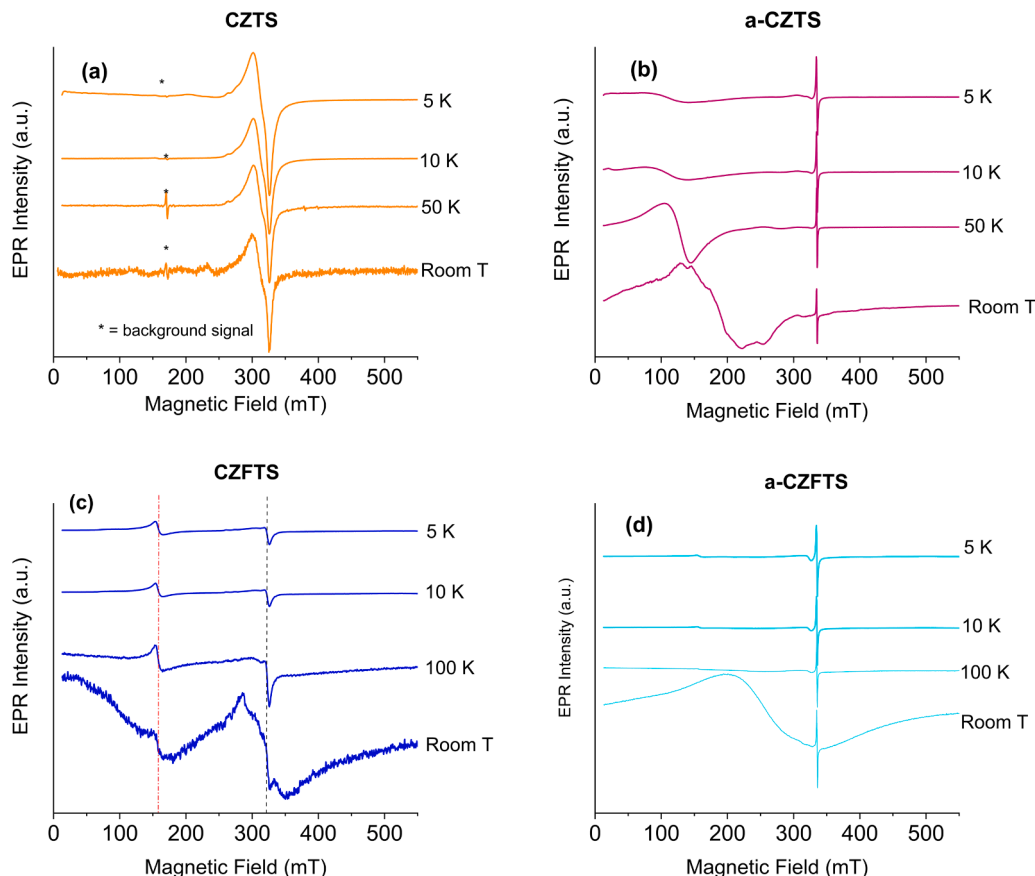 CZTS
(a)
*
5 K
*
10 K
*
50 K
*
Room T
* = background signal
EPR Intensity (a.u.)
0 100 200 300 400 500
Magnetic Field (mT)
a-CZTS
(b)
5 K
10 K
50 K
Room T
EPR Intensity (a.u.)
0 100 200 300 400 500
Magnetic Field (mT)
CZFTS
(c)
5 K
10 K
100 K
Room T
EPR Intensity (a.u.)
0 100 200 300 400 500
Magnetic Field (mT)
a-CZFTS
(d)
5 K
10 K
100 K
Room T
EPR Intensity (a.u.)
0 100 200 300 400 500
Magnetic Field (mT)